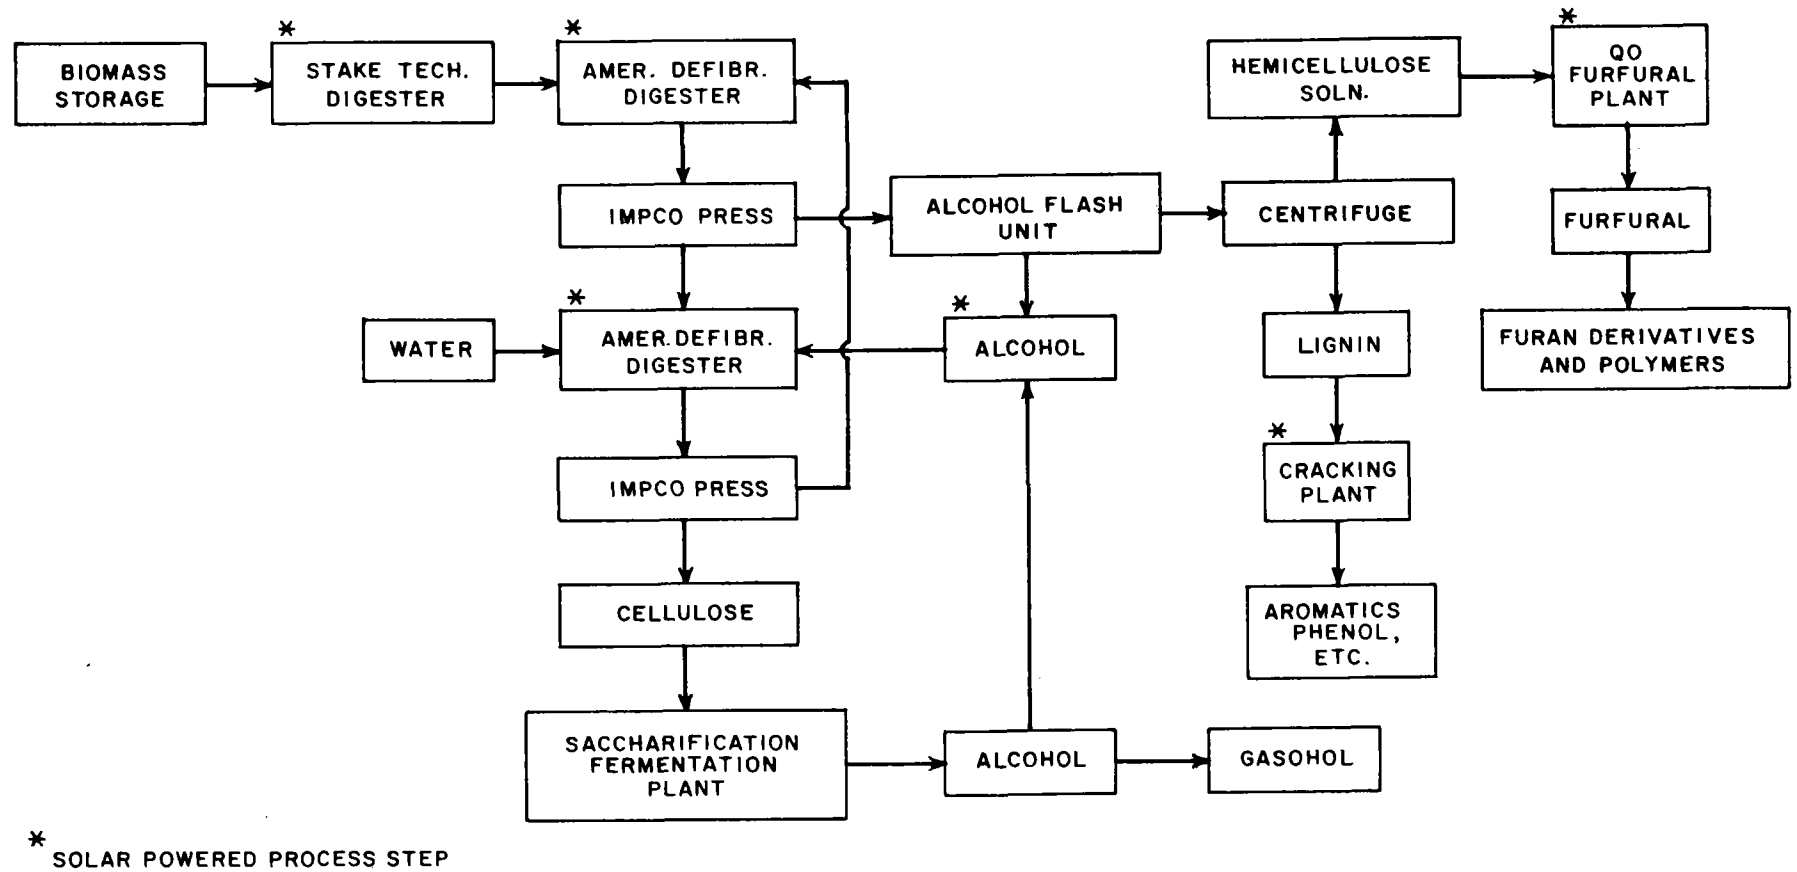 *
BIOMASS
STORAGE
*
STAKE TECH.
DIGESTER
*
AMER. DEFIBR.
DIGESTER
HEMICELLULOSE
SOLN.
*
QO
FURFURAL
PLANT
IMPCO PRESS
ALCOHOL FLASH
UNIT
CENTRIFUGE
FURFURAL
WATER
*
AMER. DEFIBR.
DIGESTER
*
ALCOHOL
LIGNIN
FURAN DERIVATIVES
AND POLYMERS
IMPCO PRESS
CRACKING
PLANT
CELLULOSE
AROMATICS
PHENOL,
ETC.
SACCHARIFICATION
FERMENTATION
PLANT
ALCOHOL
GASOHOL
* SOLAR POWERED PROCESS STEP